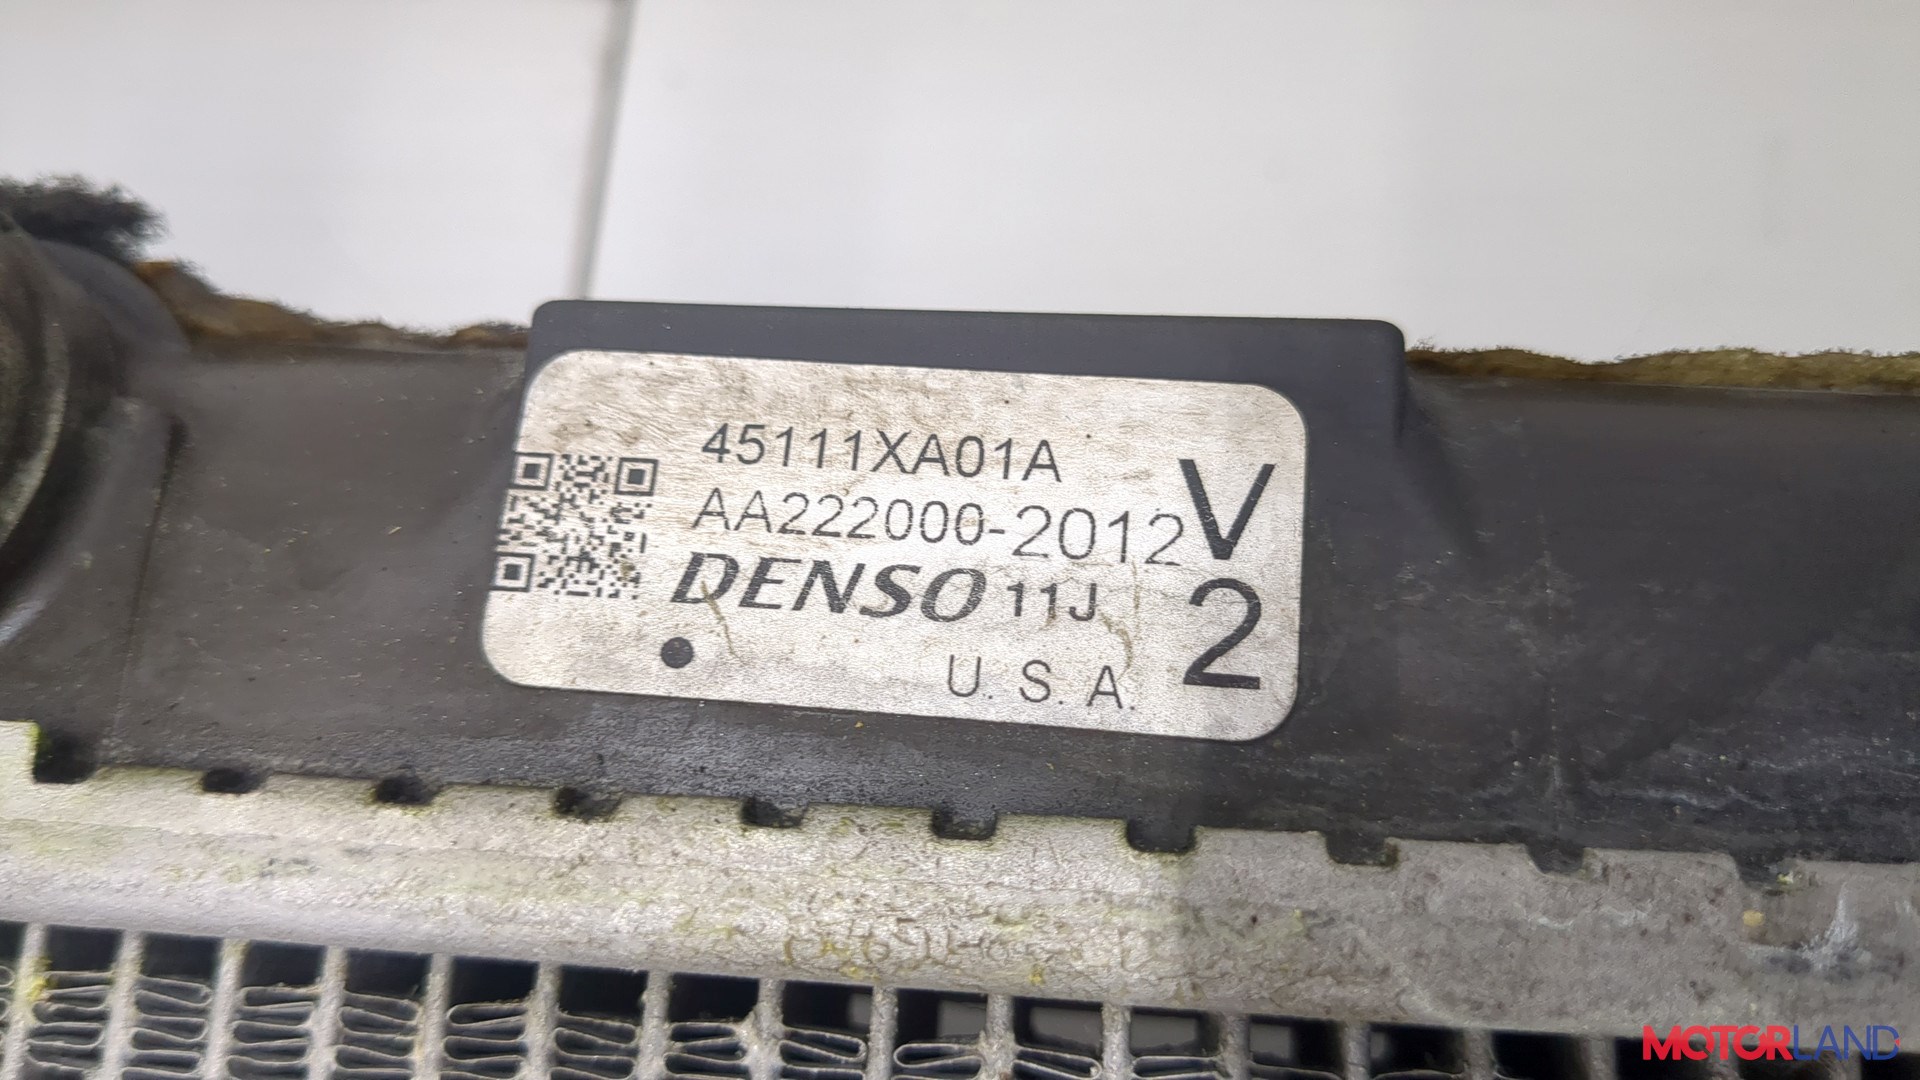 45111XA01A
AA222000-2012
DENSO 11J
U. S. A.
V
2
MOTORLAND